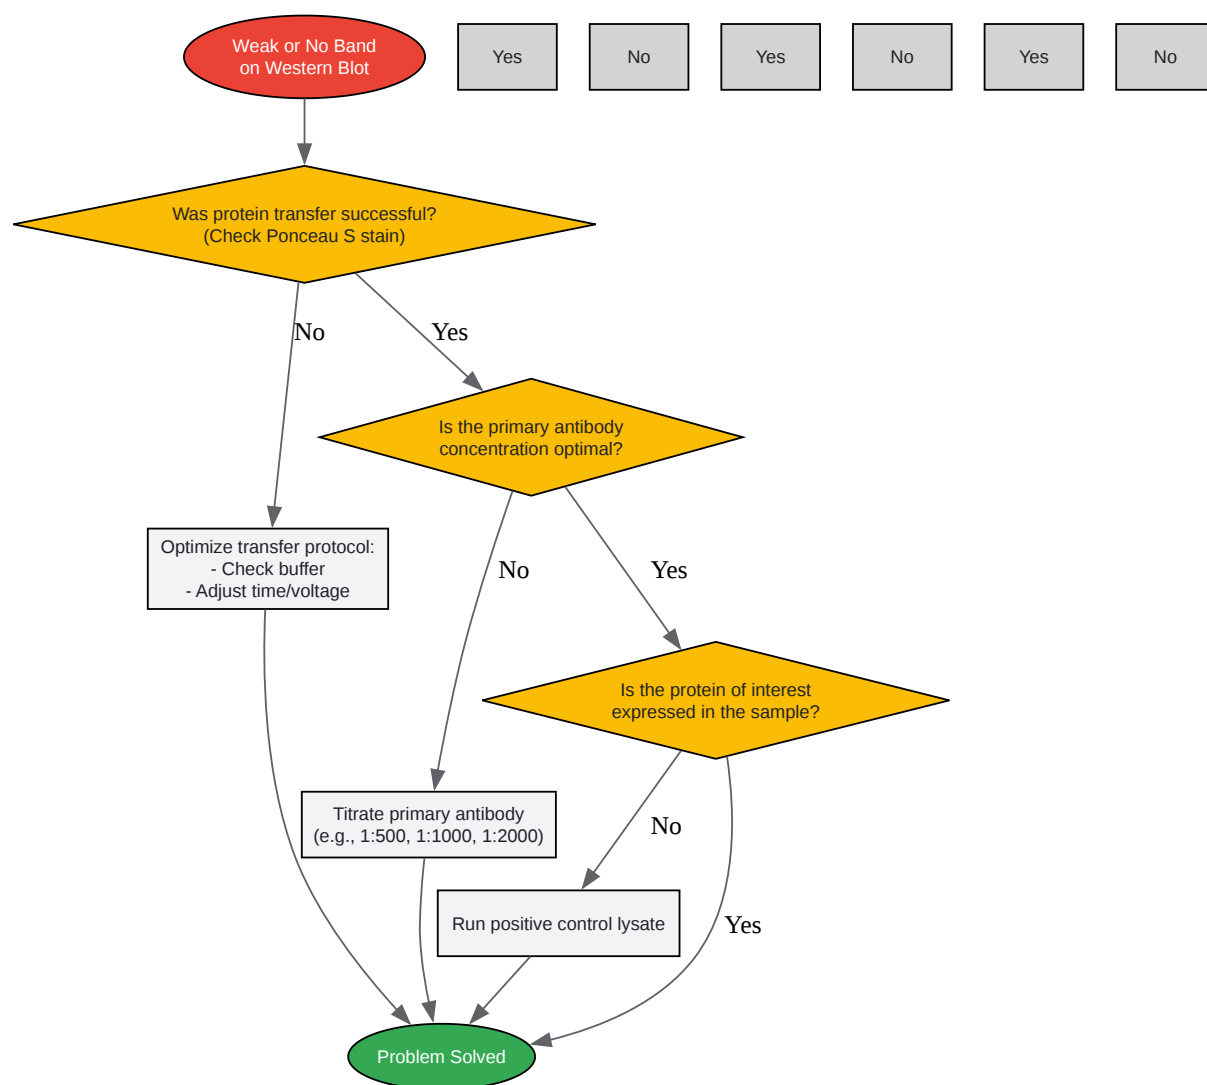 Weak or No Band
on Western Blot
Yes
No
Yes
No
Yes
No
Was protein transfer successful?
(Check Ponceau S stain)
No
Yes
Is the primary antibody
concentration optimal?
Optimize transfer protocol:
- Check buffer
- Adjust time/voltage
No
Yes
Is the protein of interest
expressed in the sample?
Titrate primary antibody
(e.g., 1:500, 1:1000, 1:2000)
No
Run positive control lysate
Yes
Problem Solved